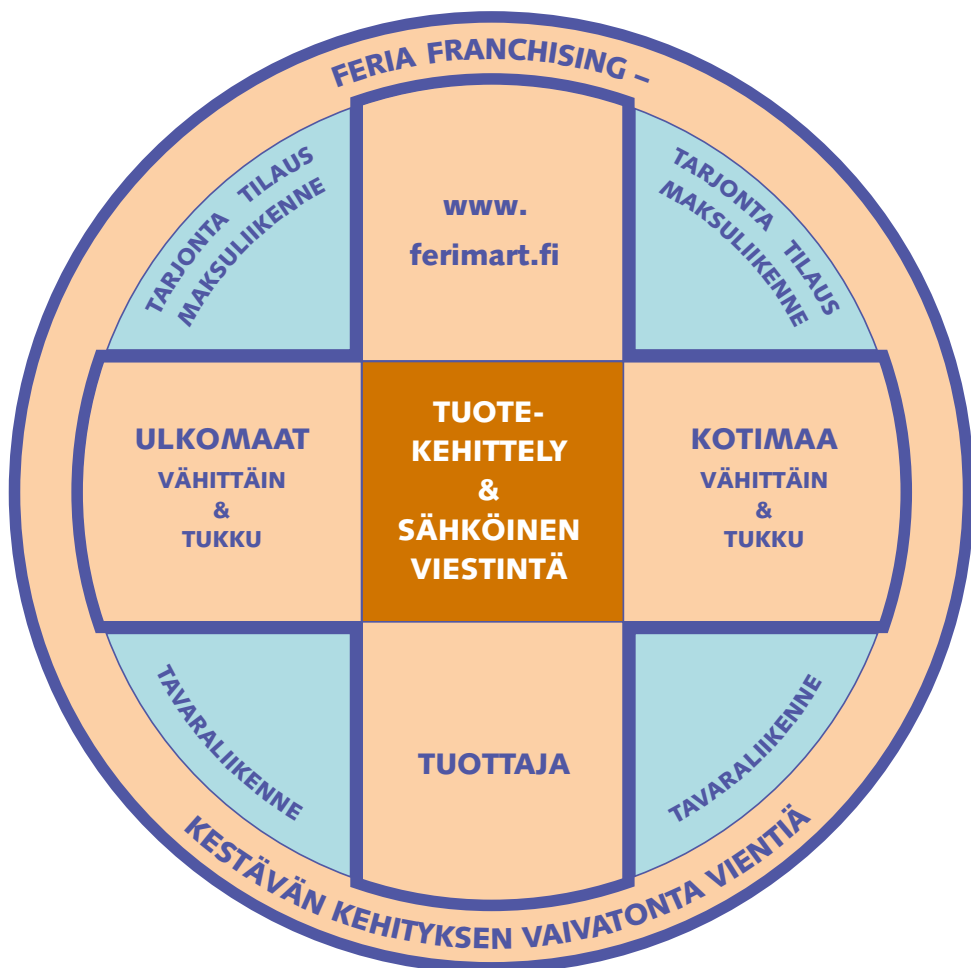 FERIA FRANCHISING –
TARJONTA TILAUS
MAKSULIIKENNE
www.
ferimart.fi
TARJONTA TILAUS
MAKSULIIKENNE
ULKOMAAT
VÄHITTÄIN
&
TUKKU
TUOTE-
KEHITTELY
&
SÄHKÖINEN
VIESTINTÄ
KOTIMAA
VÄHITTÄIN
&
TUKKU
TAVARALIIKENNE
TUOTTAJA
TAVARALIIKENNE
KESTÄVÄN KEHITYKSEN VAIVATONTA VIENTIÄ